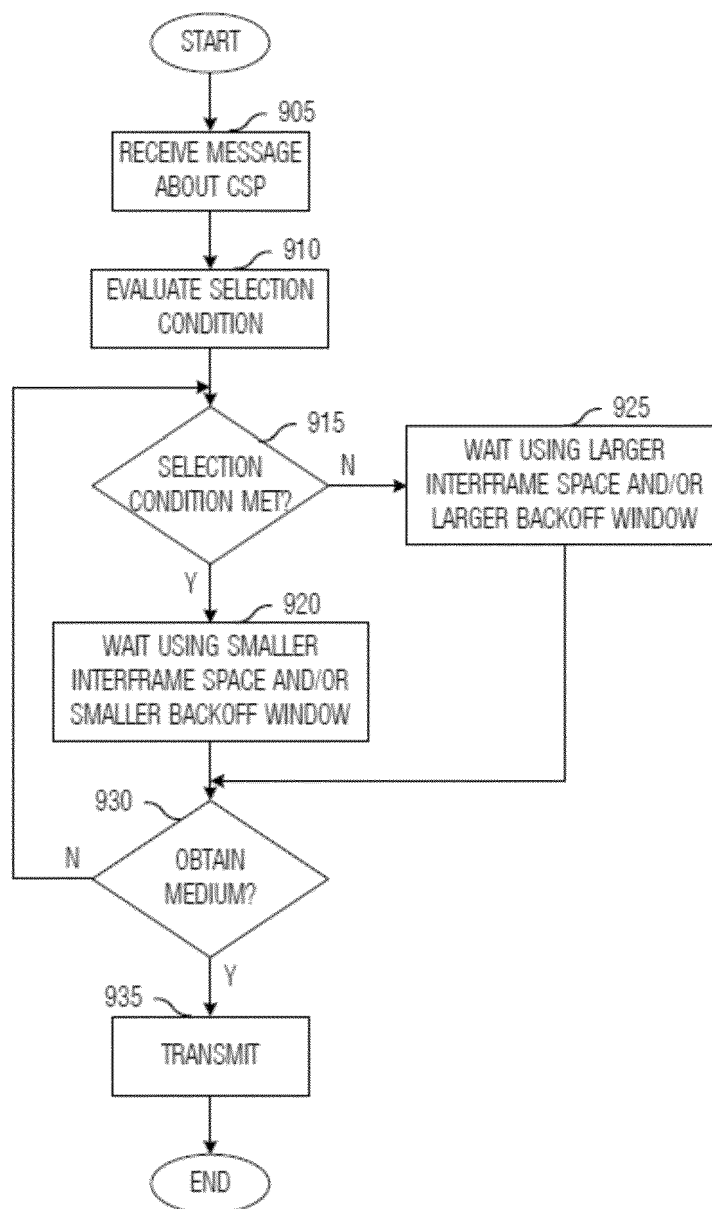 START
905
RECEIVE MESSAGE
ABOUT CSP
910
EVALUATE SELECTION
CONDITION
915
SELECTION
CONDITION MET?
N
925
WAIT USING LARGER
INTERFRAME SPACE AND/OR
LARGER BACKOFF WINDOW
Y
920
WAIT USING SMALLER
INTERFRAME SPACE AND/OR
SMALLER BACKOFF WINDOW
930
N
OBTAIN
MEDIUM?
Y
935
TRANSMIT
END